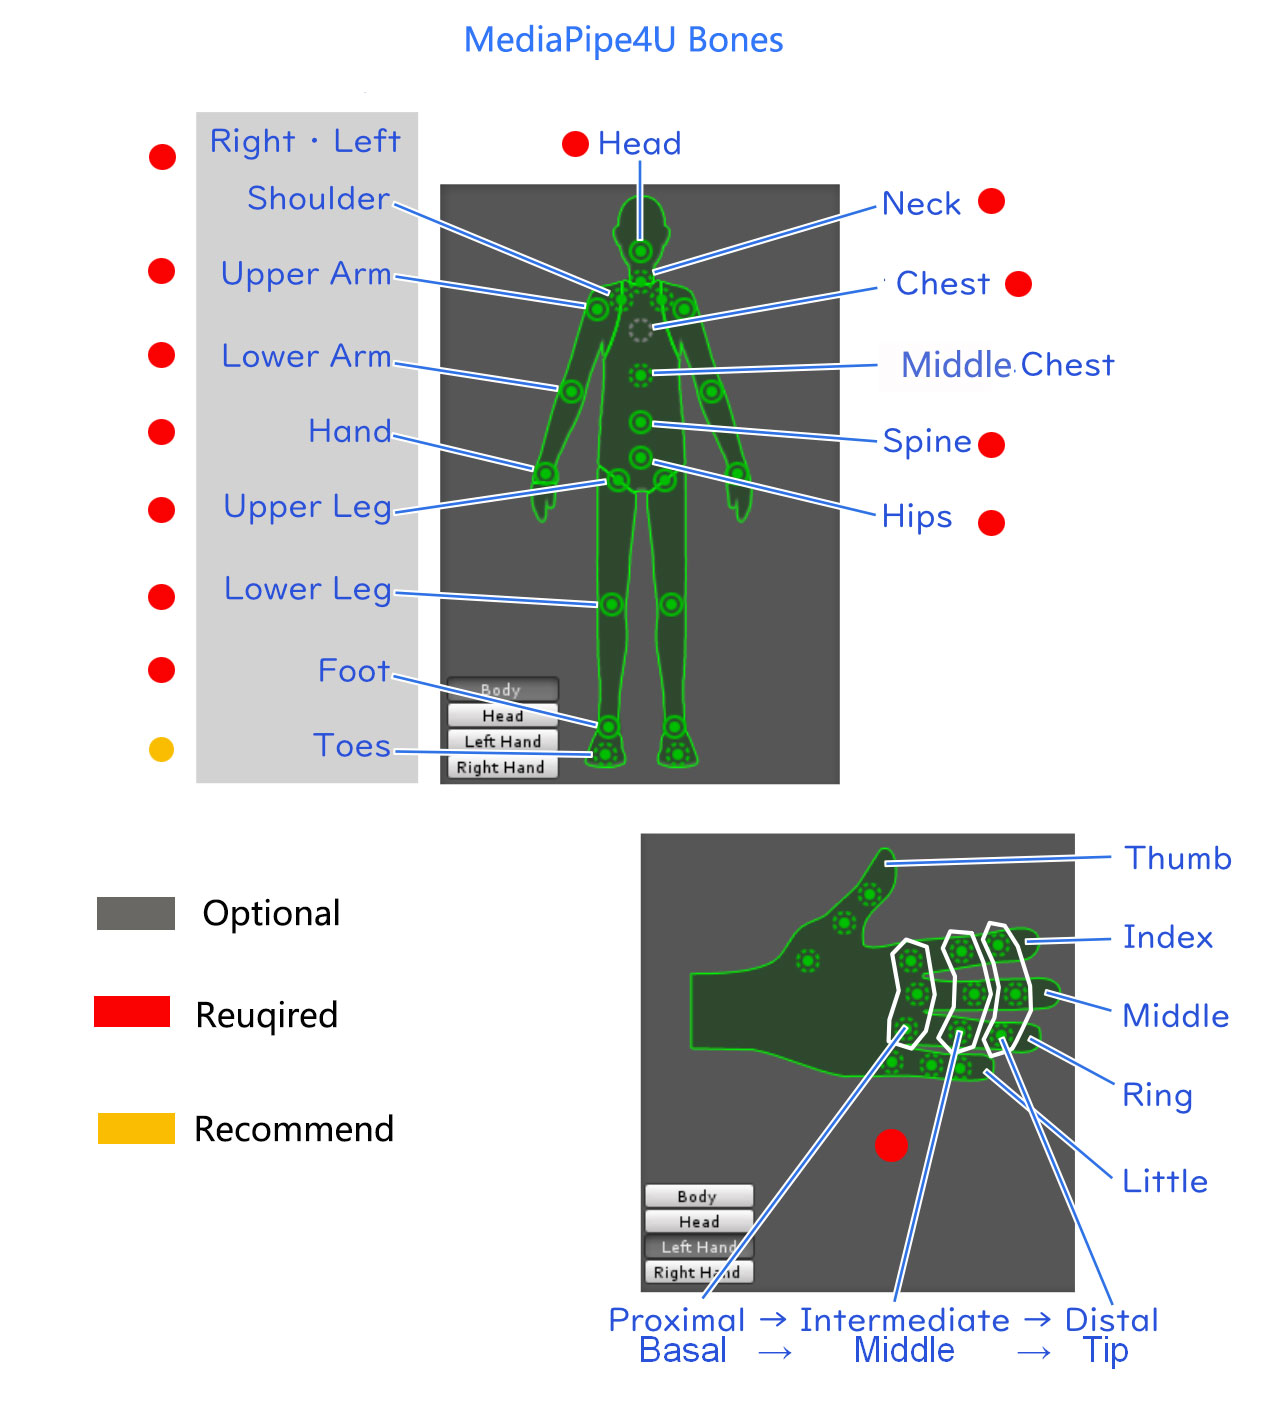 MediaPipe4U Bones
Right · Left
Head
Shoulder
Neck
Upper Arm
Chest
Lower Arm
Middle Chest
Hand
Spine
Upper Leg
Hips
Lower Leg
Foot
Toes
Body
Head
Left Hand
Right Hand
Optional
Reuqired
Recommend
Thumb
Index
Middle
Ring
Little
Body
Head
Left Hand
Right Hand
Proximal → Intermediate → Distal
Basal → Middle → Tip